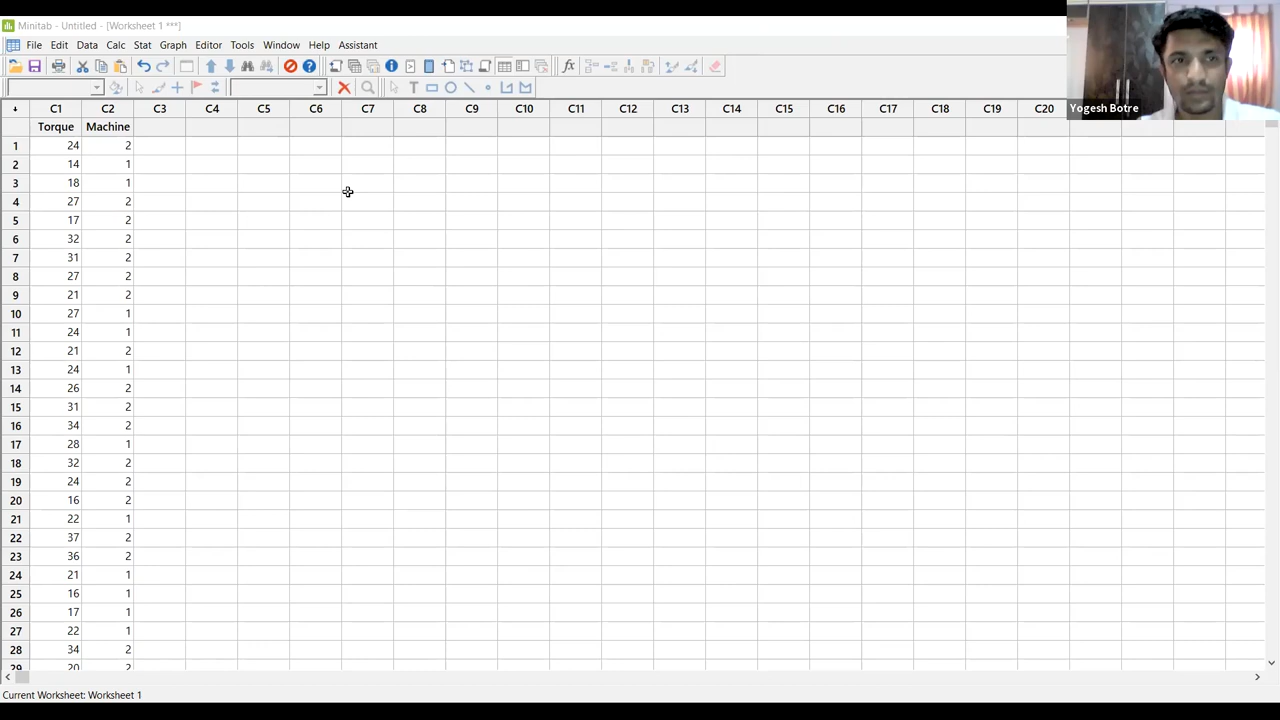 Minitab - Untitled - [Worksheet 1 ***]
File Edit Data Calc Stat Graph Editor Tools Window Help Assistant
Yogesh Botre
C1 C2 C3 C4 C5 C6 C7 C8 C9 C10 C11 C12 C13 C14 C15 C16 C17 C18 C19 C20
Torque Machine
1 24 2
2 14 1
3 18 1
4 27 2
5 17 2
6 32 2
7 31 2
8 27 2
9 21 2
10 27 1
11 24 1
12 21 2
13 24 1
14 26 2
15 31 2
16 34 2
17 28 1
18 32 2
19 24 2
20 16 2
21 22 1
22 37 2
23 36 2
24 21 1
25 16 1
26 17 1
27 22 1
28 34 2
29 20 2
Current Worksheet: Worksheet 1